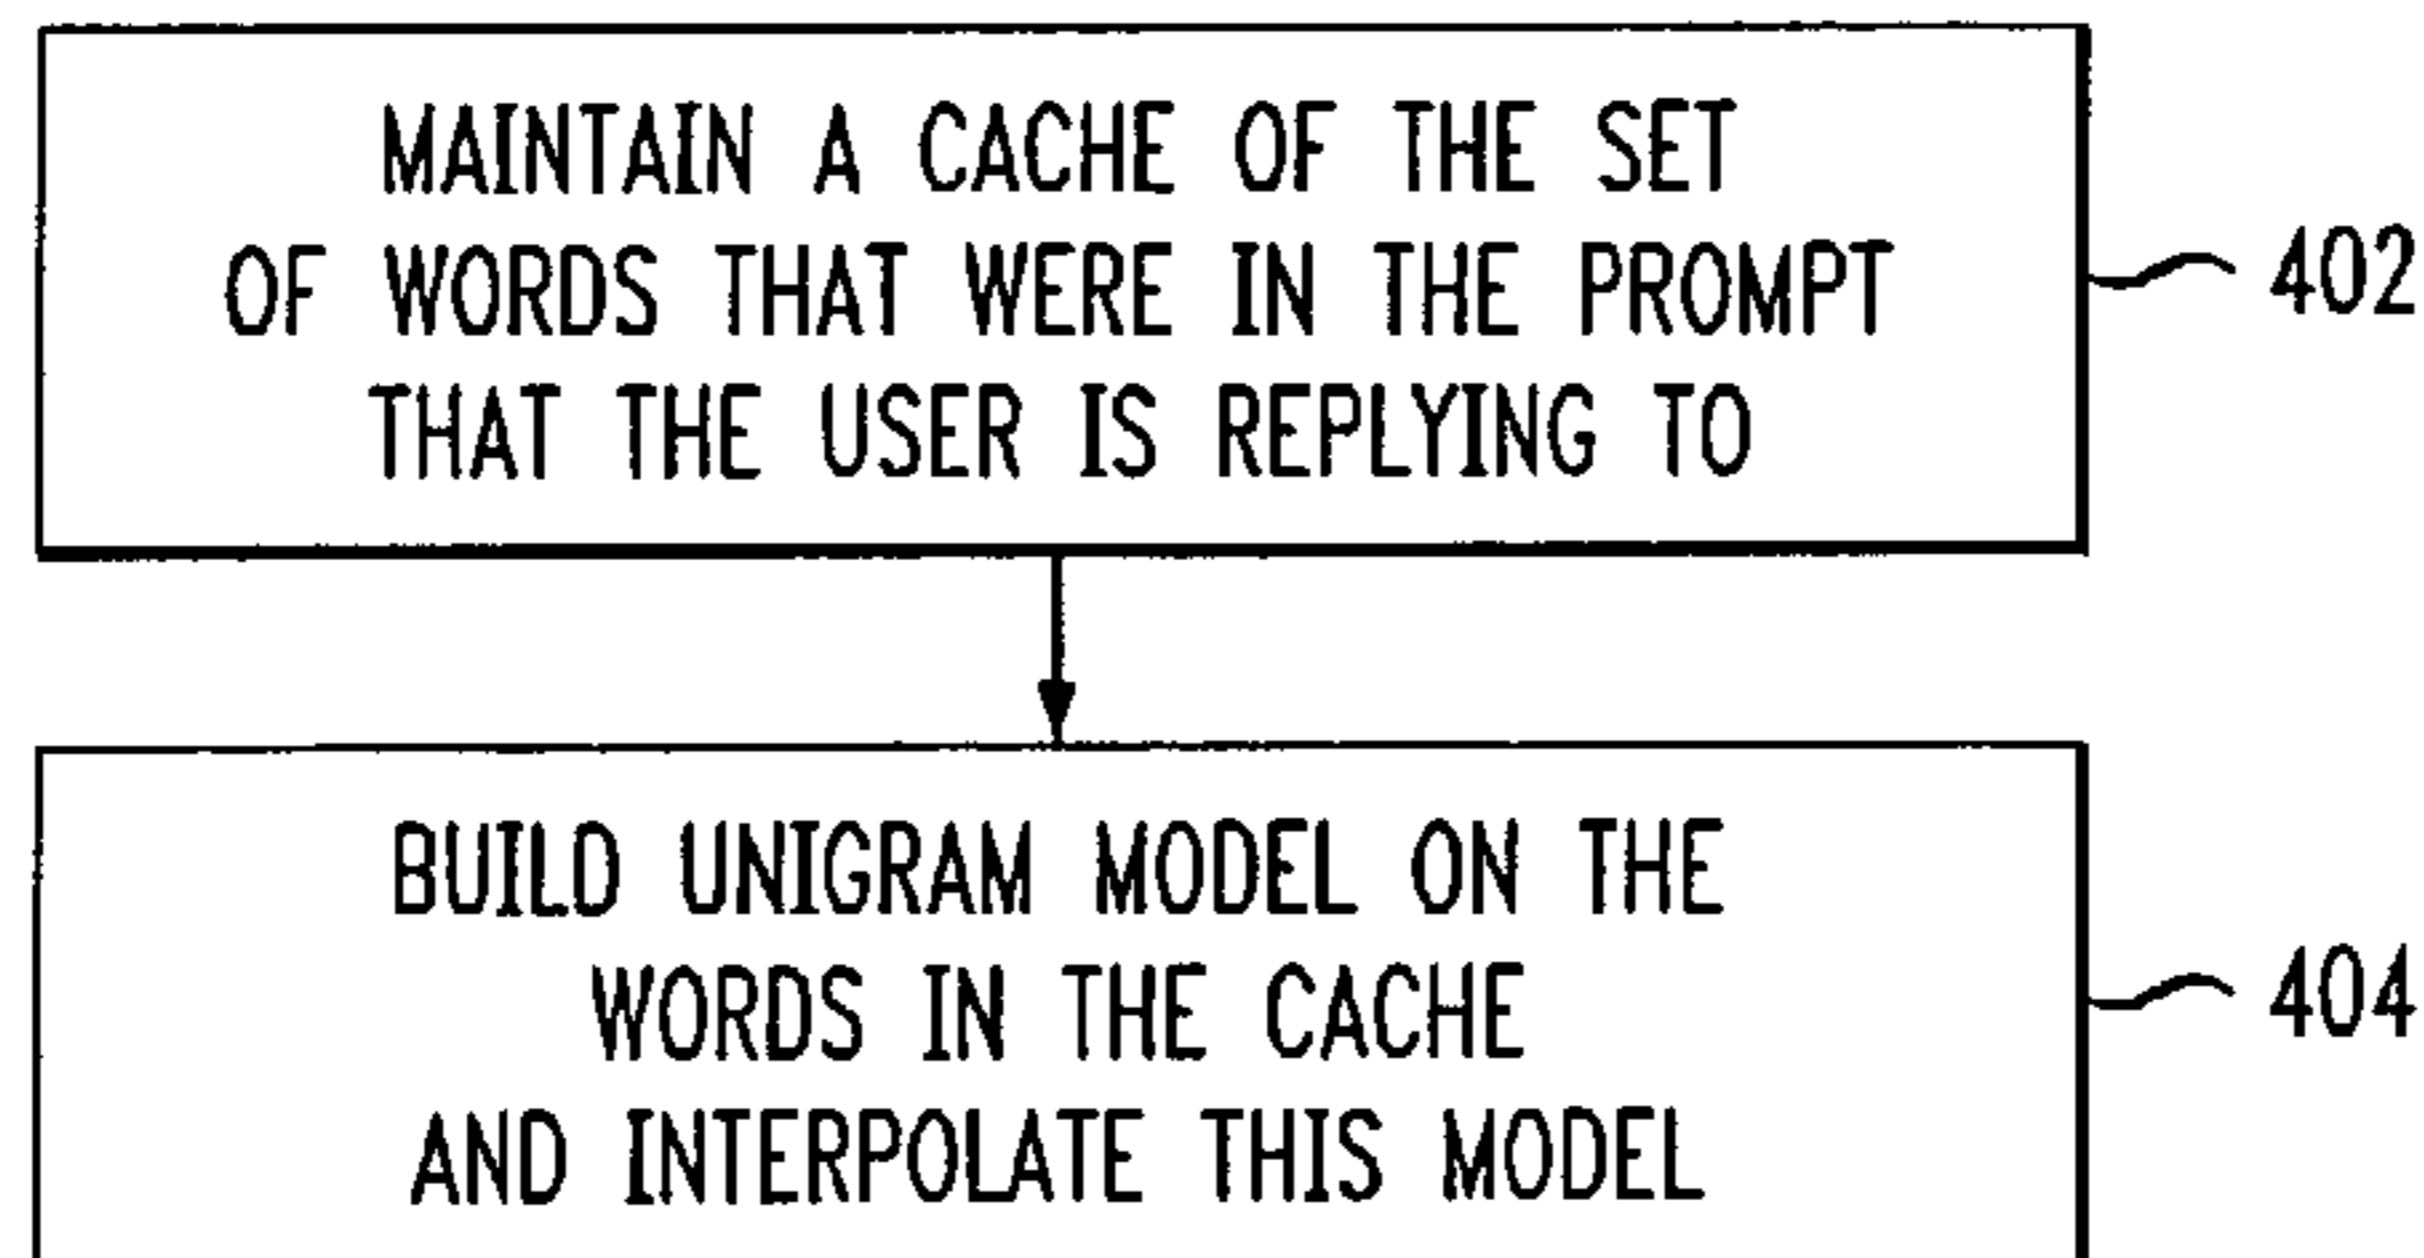 MAINTAIN A CACHE OF THE SET
OF WORDS THAT WERE IN THE PROMPT
THAT THE USER IS REPLYING TO
402
BUILD UNIGRAM MODEL ON THE
WORDS IN THE CACHE
AND INTERPOLATE THIS MODEL
404